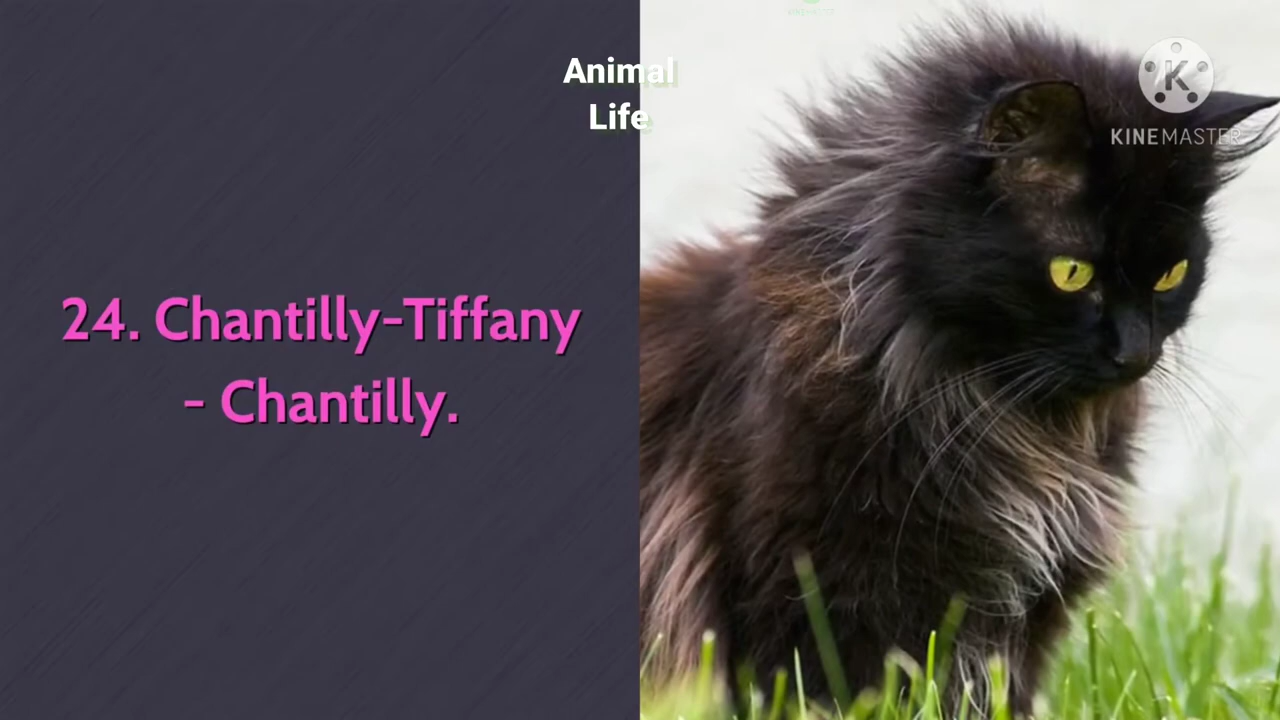 Animal
Life
KINEMASTER
24. Chantilly-Tiffany
- Chantilly.